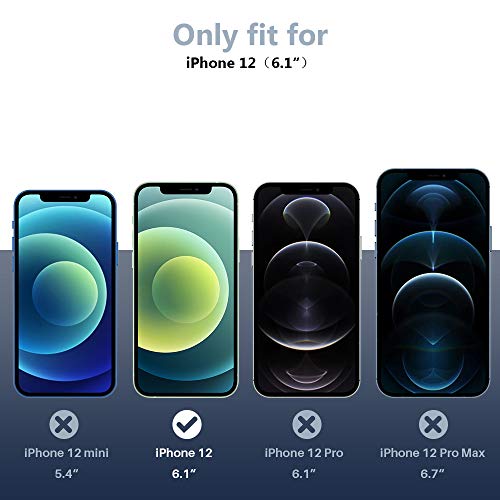 Only fit for
iPhone 12（6.1"）
iPhone 12 mini
5.4"
iPhone 12
6.1"
iPhone 12 Pro
6.1"
iPhone 12 Pro Max
6.7"